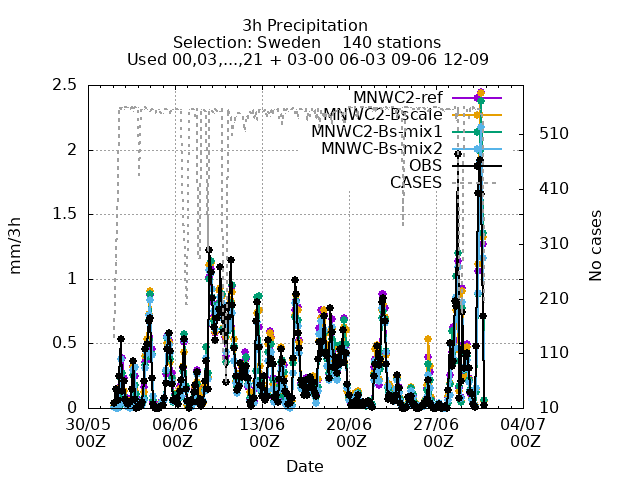 3h Precipitation
Selection: Sweden    140 stations
Used 00,03,...,21 + 03-00 06-03 09-06 12-09
2.5
2
1.5
1
0.5
0
mm/3h
MNWC2-ref
MNWC2-Bscale
MNWC2-Bs-mix1
MNWC-Bs-mix2
OBS
CASES
510
410
310
210
110
10
No cases
30/05 06/06 13/06 20/06 27/06 04/07
00Z 00Z 00Z 00Z 00Z 00Z
Date